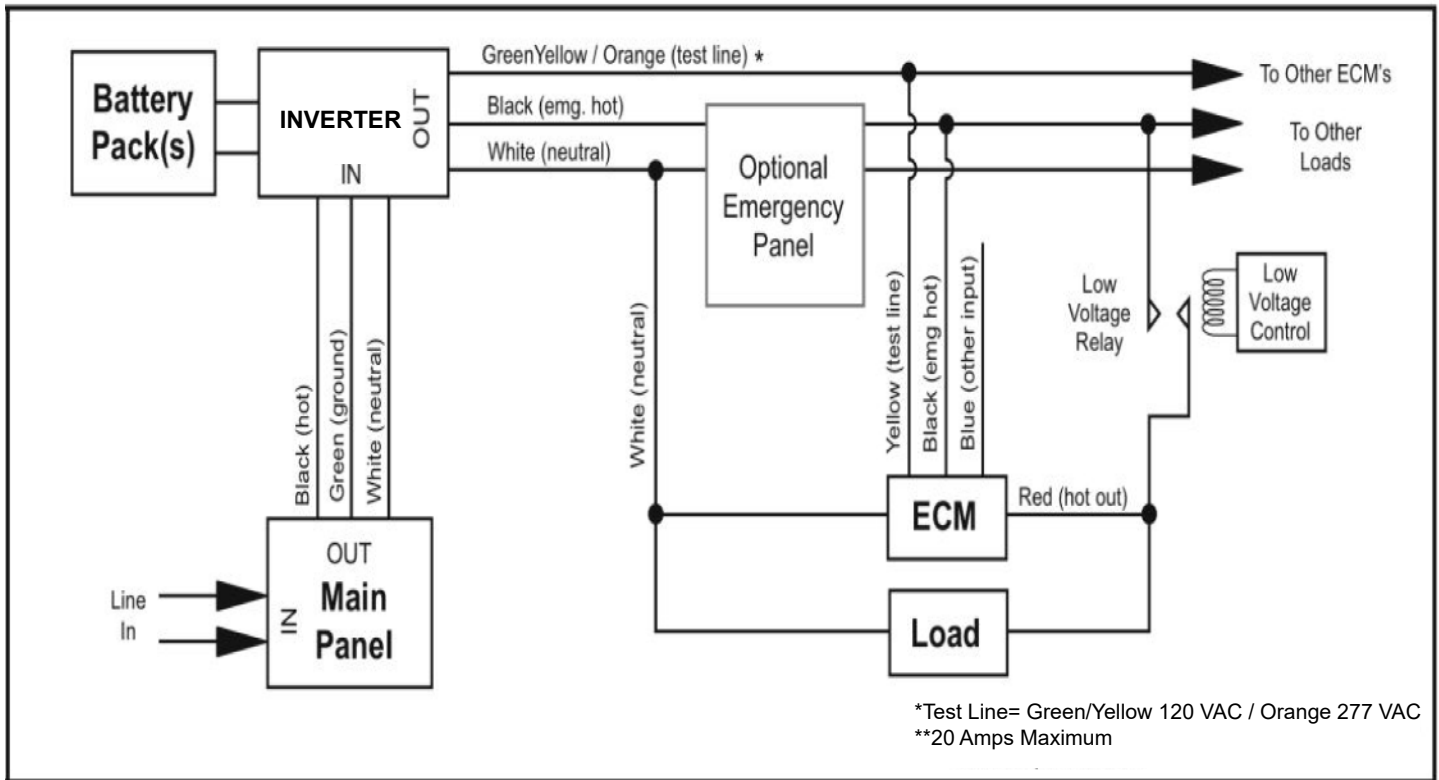 Battery
Pack(s)
INVERTER
OUT
IN
GreenYellow / Orange (test line) *
Black (emg. hot)
White (neutral)
Optional
Emergency
Panel
To Other ECM's
To Other
Loads
Black (hot)
Green (ground)
White (neutral)
White (neutral)
Yellow (test line)
Black (emg hot)
Blue (other input)
Low
Voltage
Relay
Low
Voltage
Control
ECM
Red (hot out)
Load
Line
In
OUT
IN
Main
Panel
*Test Line= Green/Yellow 120 VAC / Orange 277 VAC
**20 Amps Maximum